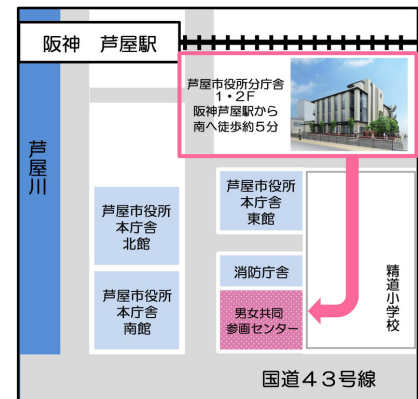 阪神　芦屋駅
芦屋市役所分庁舎
１・２Ｆ
阪神芦屋駅から
南へ徒歩約５分
芦屋川
芦屋市役所
本庁舎
北館
芦屋市役所
本庁舎
東館
消防庁舎
芦屋市役所
本庁舎
南館
男女共同
参画センター
精道小学校
国道４３号線